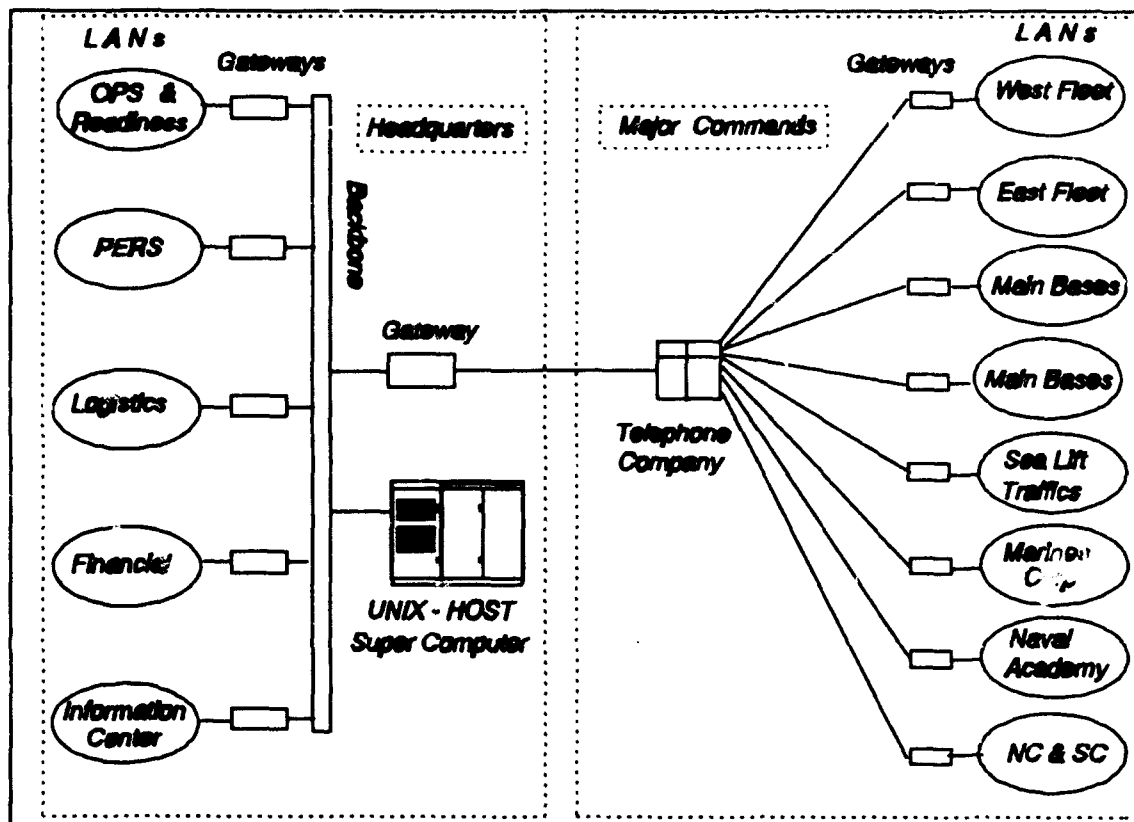 LANs
Gateways
OPS &
Readiness
PERS
Logistics
Financial
Information
Center
Headquarters
Backbone
Gateway
UNIX - HOST
Super Computer
Major Commands
Telephone
Company
LANs
Gateways
West Fleet
East Fleet
Main Bases
Main Bases
Sea Lift
Traffics
Marines
Naval
Academy
NC & SC